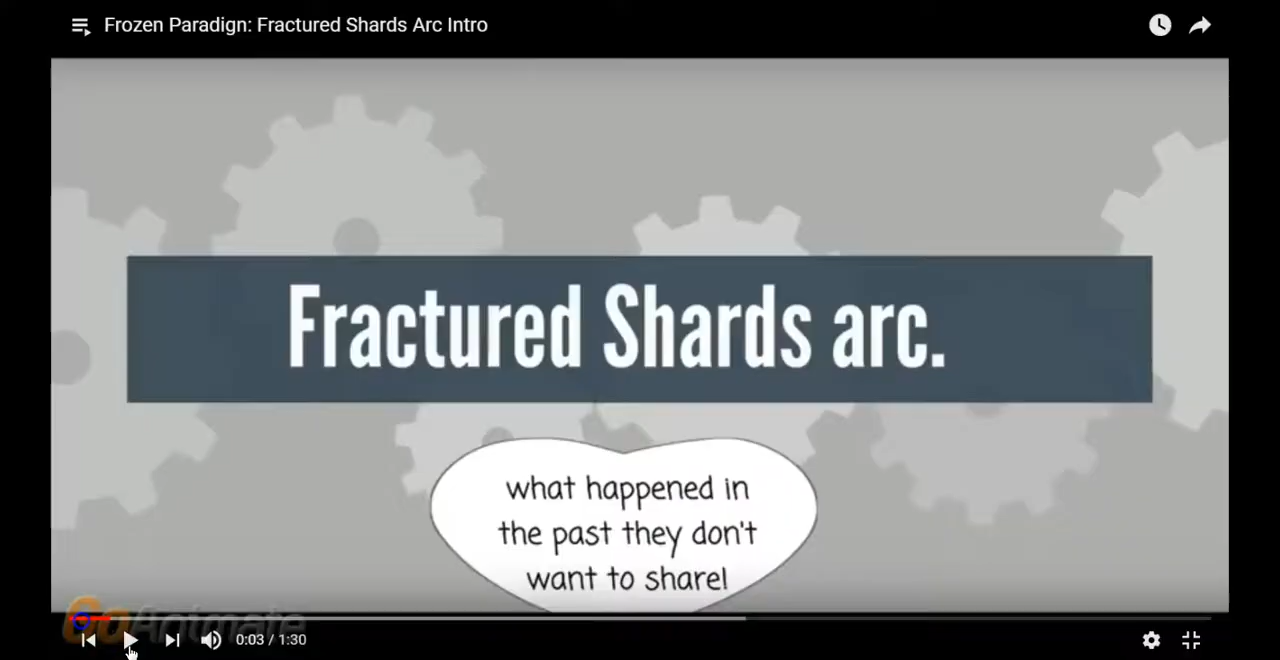 Frozen Paradign: Fractured Shards Arc Intro
Fractured Shards arc.
what happened in
the past they don't
want to share!
GoAnimate
0:03 / 1:30